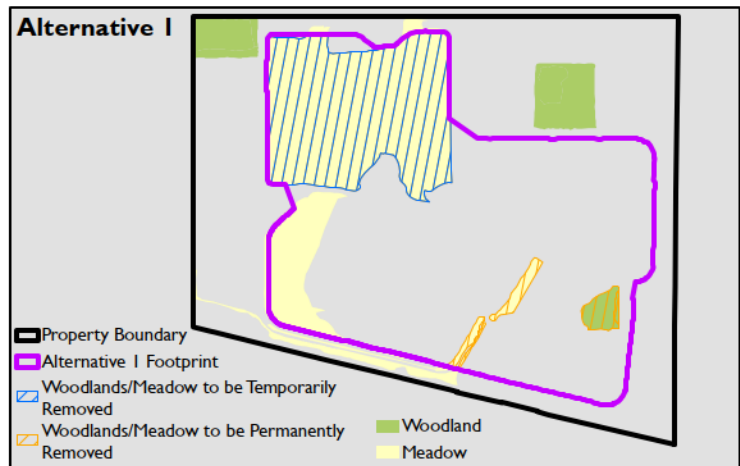 Alternative 1
Property Boundary
Alternative 1 Footprint
Woodlands/Meadow to be Temporarily
Removed
Woodlands/Meadow to be Permanently
Removed
Woodland
Meadow